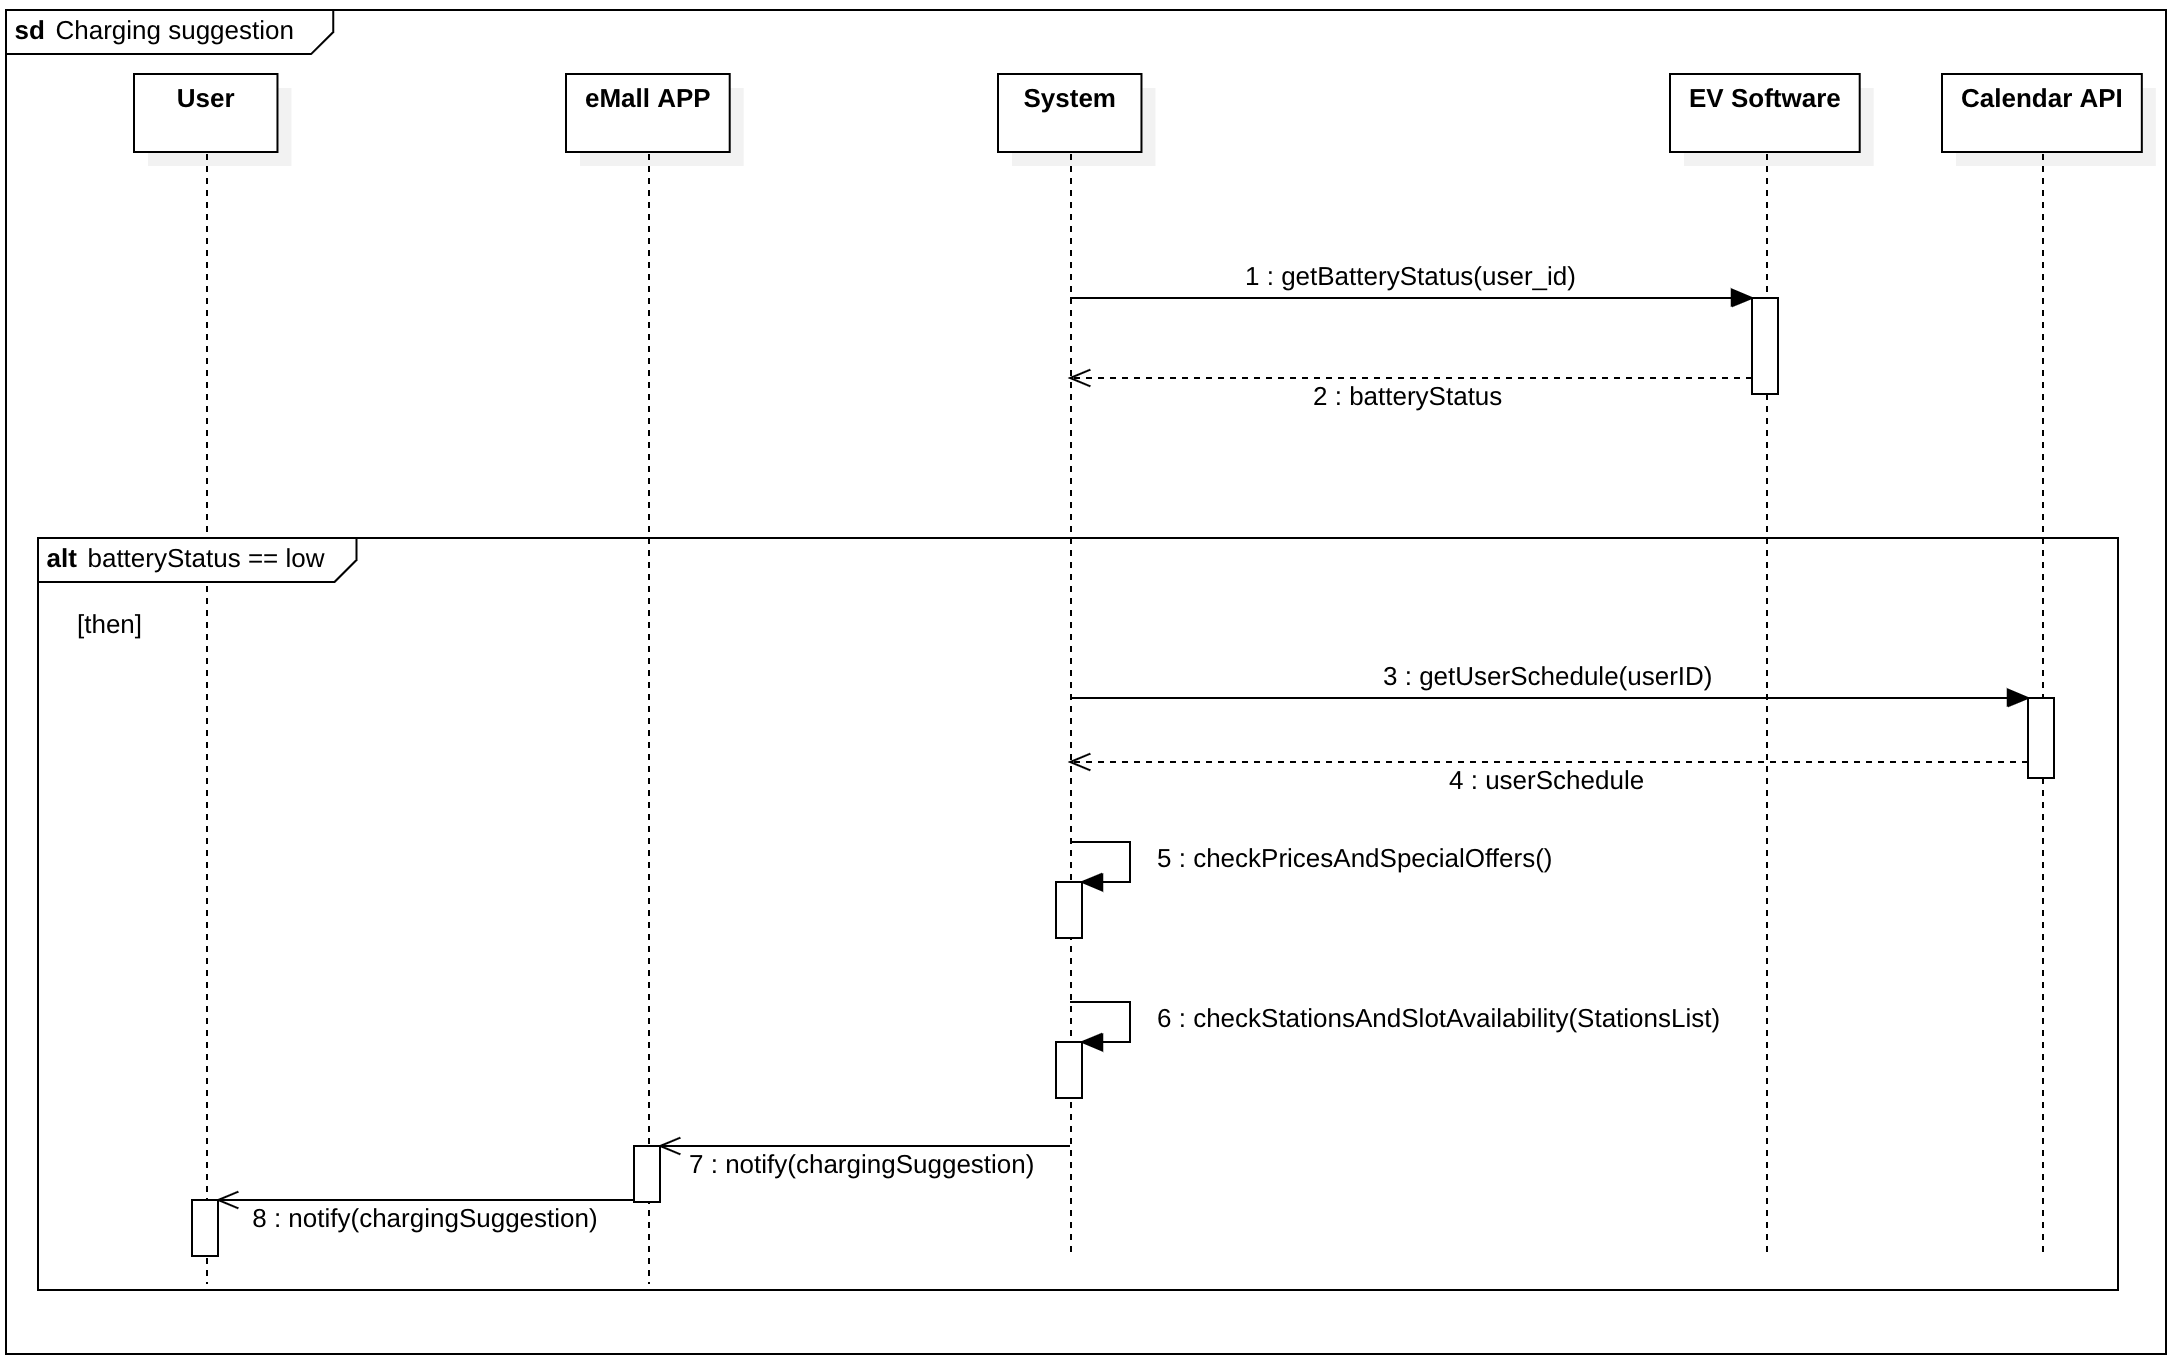 sd Charging suggestion
User
eMall APP
System
EV Software
Calendar API
1 : getBatteryStatus(user_id)
2 : batteryStatus
alt batteryStatus == low
[then]
3 : getUserSchedule(userID)
4 : userSchedule
5 : checkPricesAndSpecialOffers()
6 : checkStationsAndSlotAvailability(StationsList)
7 : notify(chargingSuggestion)
8 : notify(chargingSuggestion)